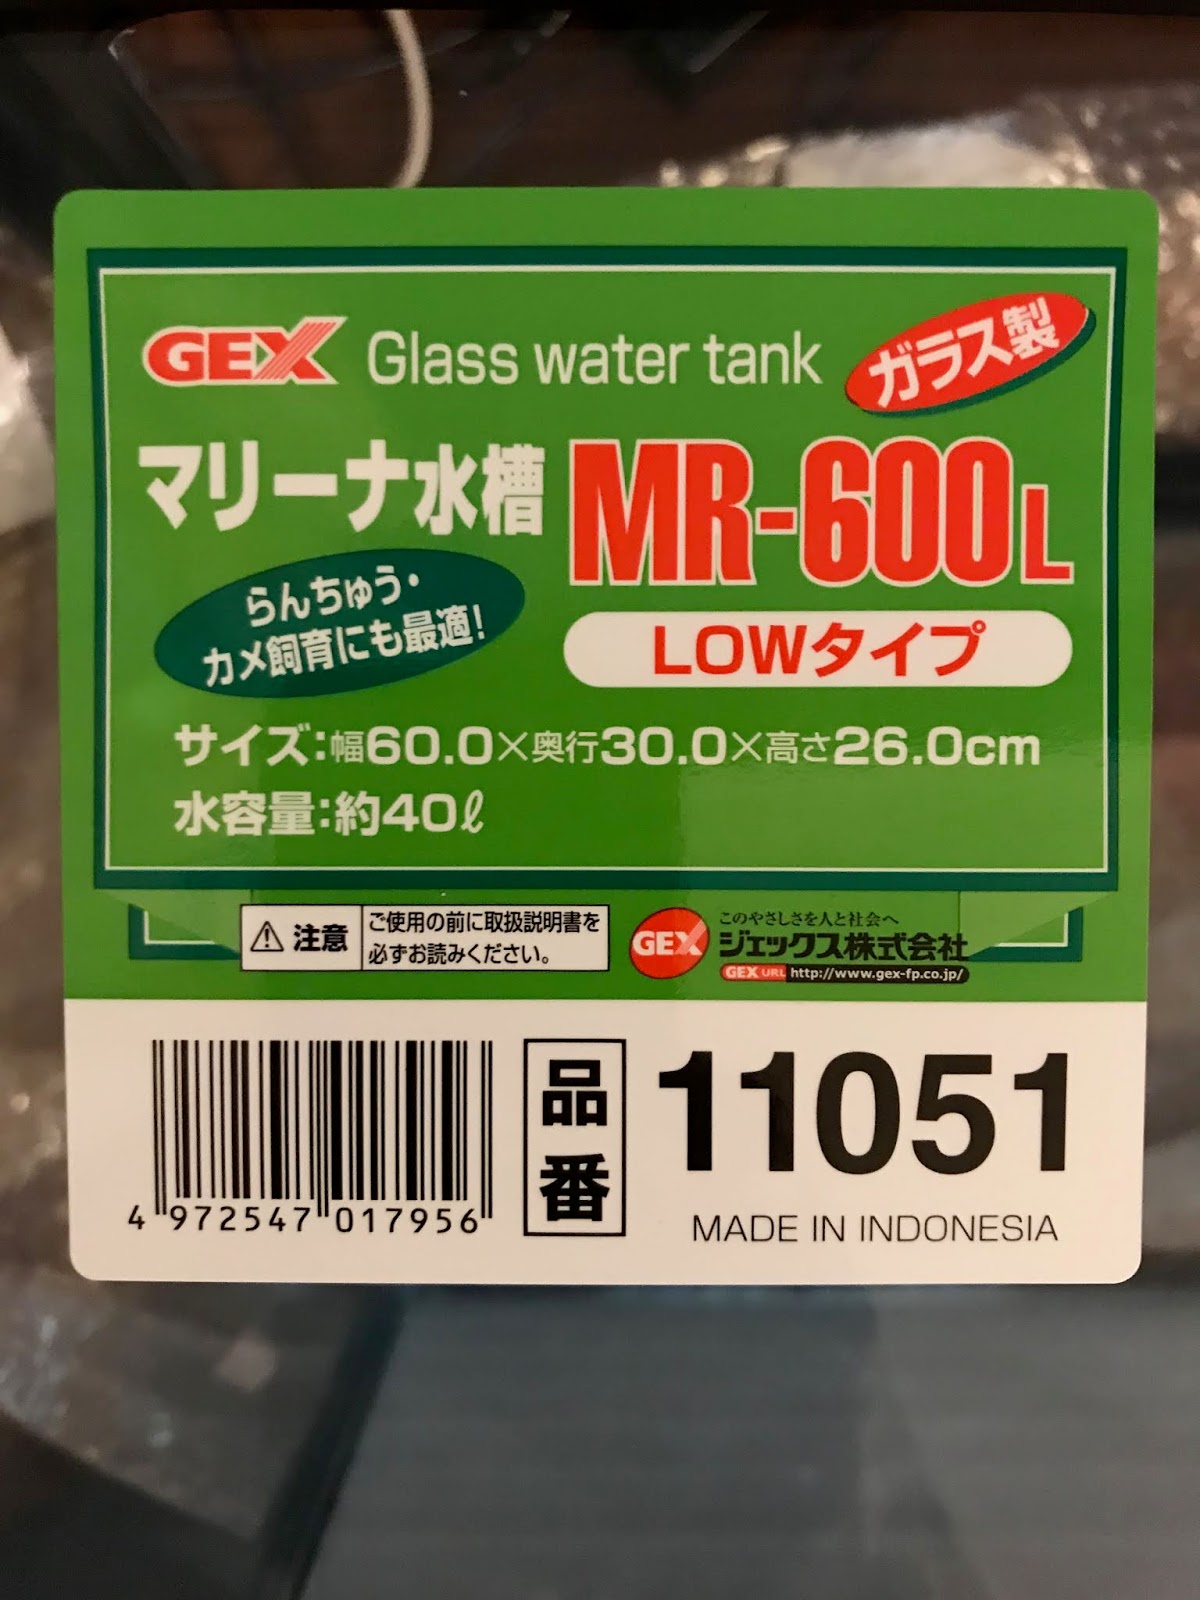 GEX Glass water tank ガラス製
マリーナ水槽 MR-600L
らんちゅう・
カメ飼育にも最適!
LOWタイプ
サイズ:幅60.0×奥行30.0×高さ26.0cm
水容量:約40ℓ
注意
ご使用の前に取扱説明書を
必ずお読みください。
GEX
このやさしさを人と社会へ
ジェックス株式会社
GEX URL http://www.gex-fp.co.jp/
4 972547 017956
品番
11051
MADE IN INDONESIA